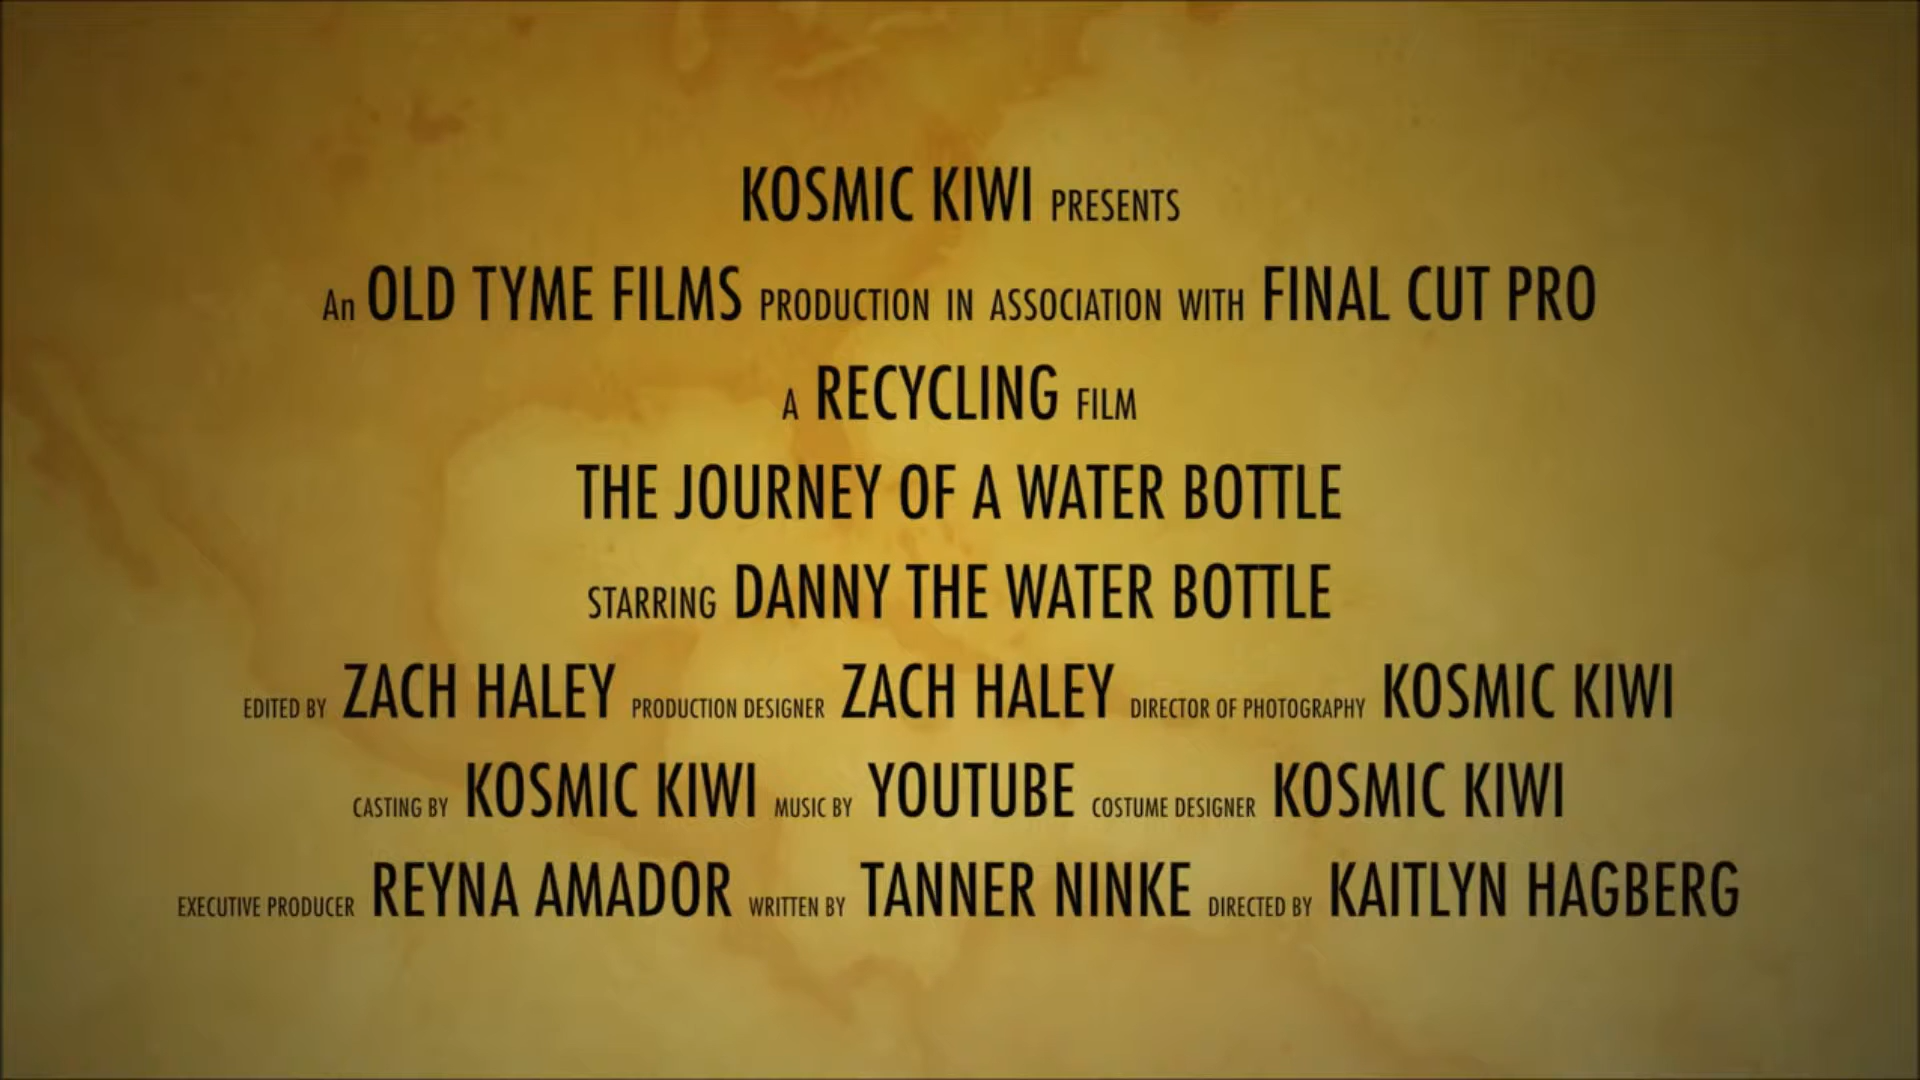 KOSMIC KIWI PRESENTS
An OLD TYME FILMS PRODUCTION IN ASSOCIATION WITH FINAL CUT PRO
A RECYCLING FILM
THE JOURNEY OF A WATER BOTTLE
STARRING DANNY THE WATER BOTTLE
EDITED BY ZACH HALEY PRODUCTION DESIGNER ZACH HALEY DIRECTOR OF PHOTOGRAPHY KOSMIC KIWI
CASTING BY KOSMIC KIWI MUSIC BY YOUTUBE COSTUME DESIGNER KOSMIC KIWI
EXECUTIVE PRODUCER REYNA AMADOR WRITTEN BY TANNER NINKE DIRECTED BY KAITLYN HAGBERG